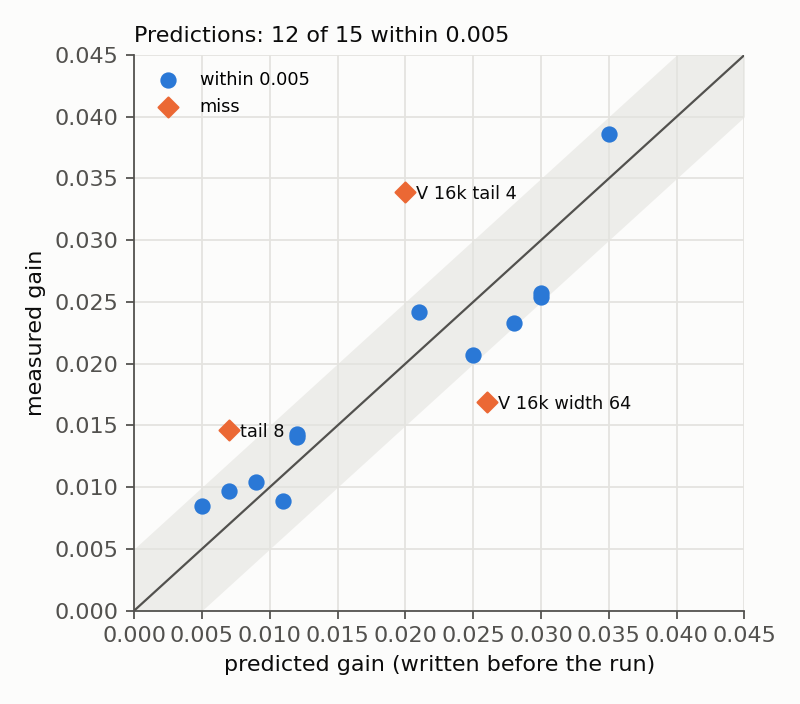 Predictions: 12 of 15 within 0.005
within 0.005
miss
0.045
0.040
0.035
0.030
0.025
0.020
0.015
0.010
0.005
0.000
measured gain
V 16k tail 4
V 16k width 64
tail 8
0.000 0.005 0.010 0.015 0.020 0.025 0.030 0.035 0.040 0.045
predicted gain (written before the run)